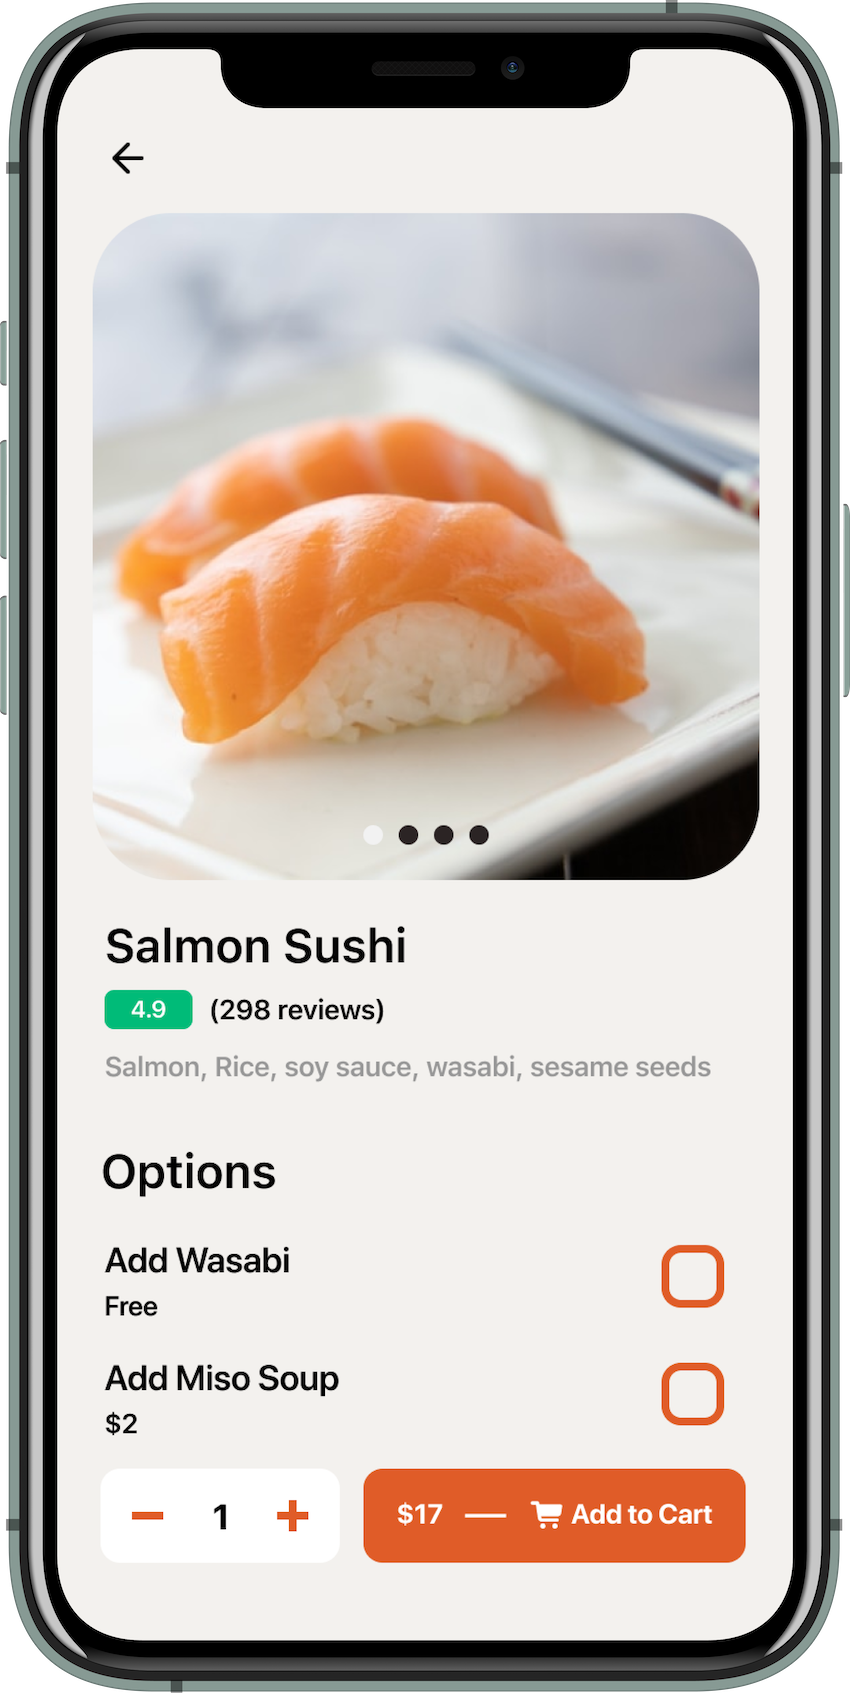 Salmon Sushi
4.9 (298 reviews)
Salmon, Rice, soy sauce, wasabi, sesame seeds
Options
Add Wasabi
Free
Add Miso Soup
$2
1 $17 — Add to Cart